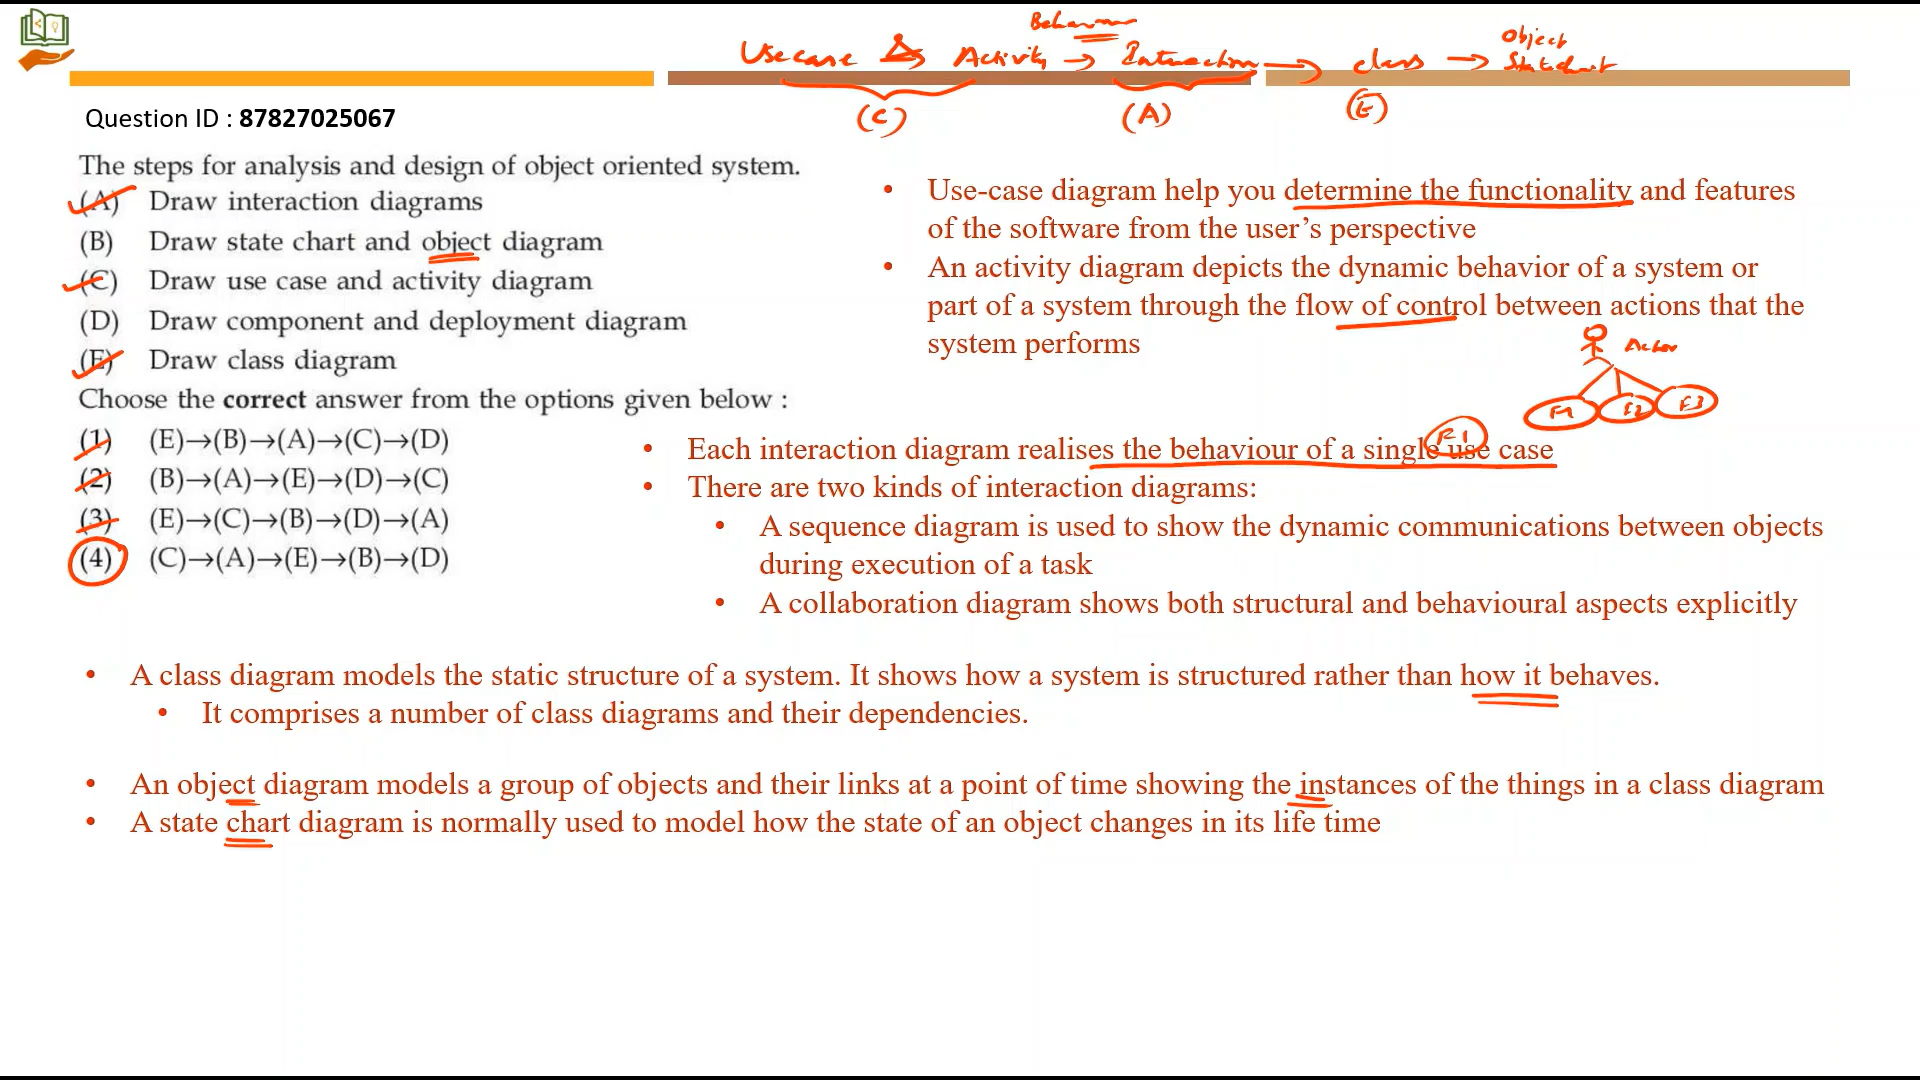 Behaviour
Usecase & Activity → Interaction → class → Object Statechart
(C) (A) (E)
Question ID : 87827025067
The steps for analysis and design of object oriented system.
(A) Draw interaction diagrams
(B) Draw state chart and object diagram
(C) Draw use case and activity diagram
(D) Draw component and deployment diagram
(E) Draw class diagram
Choose the correct answer from the options given below :
(1) (E)→(B)→(A)→(C)→(D)
(2) (B)→(A)→(E)→(D)→(C)
(3) (E)→(C)→(B)→(D)→(A)
(4) (C)→(A)→(E)→(B)→(D)
• Use-case diagram help you determine the functionality and features
of the software from the user’s perspective
• An activity diagram depicts the dynamic behavior of a system or
part of a system through the flow of control between actions that the
system performs
Actor
F1 F2 F3
F1
• Each interaction diagram realises the behaviour of a single use case
• There are two kinds of interaction diagrams:
• A sequence diagram is used to show the dynamic communications between objects
during execution of a task
• A collaboration diagram shows both structural and behavioural aspects explicitly
• A class diagram models the static structure of a system. It shows how a system is structured rather than how it behaves.
• It comprises a number of class diagrams and their dependencies.
• An object diagram models a group of objects and their links at a point of time showing the instances of the things in a class diagram
• A state chart diagram is normally used to model how the state of an object changes in its life time